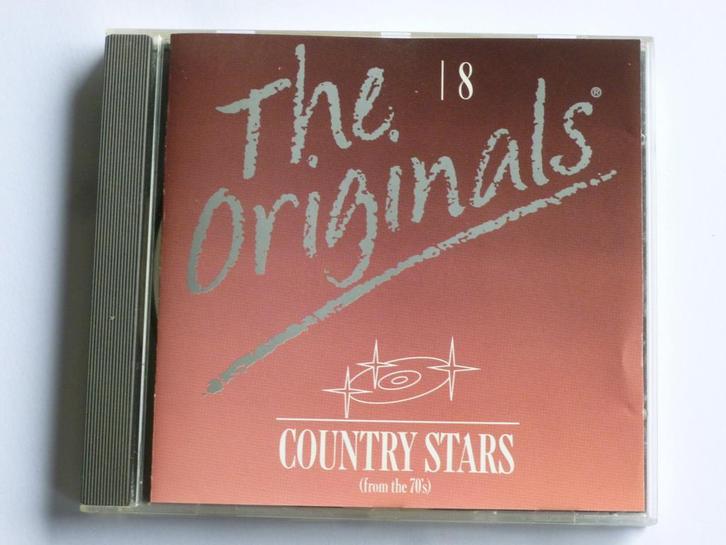 | 8
The
Originals®
COUNTRY STARS
(from the 70's)